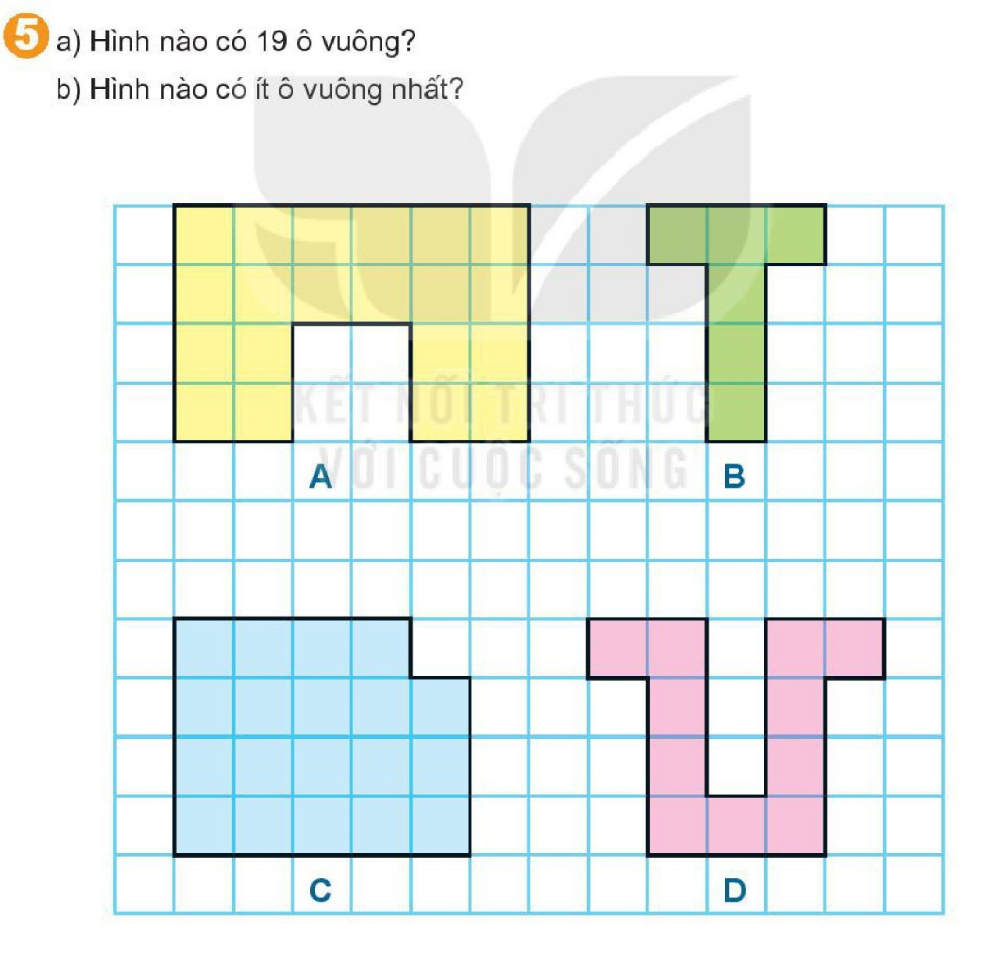 5 a) Hình nào có 19 ô vuông?
b) Hình nào có ít ô vuông nhất?
KẾT NỐI TRI THỨC
VỚI CUỘC SỐNG
A B
C D